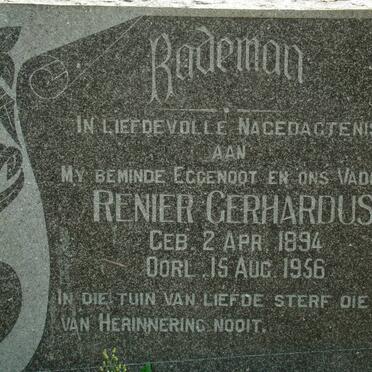 Rademan
IN LIEFDEVOLLE NAGEDAGTENIS
AAN
MY BEMINDE EGGENOOT EN ONS VAD
RENIER GERHARDUS
GEB. 2 APR. 1894
OORL. 15 AUG. 1956
IN DIE TUIN VAN LIEFDE STERF DIE
VAN HERINNERING NOOIT.